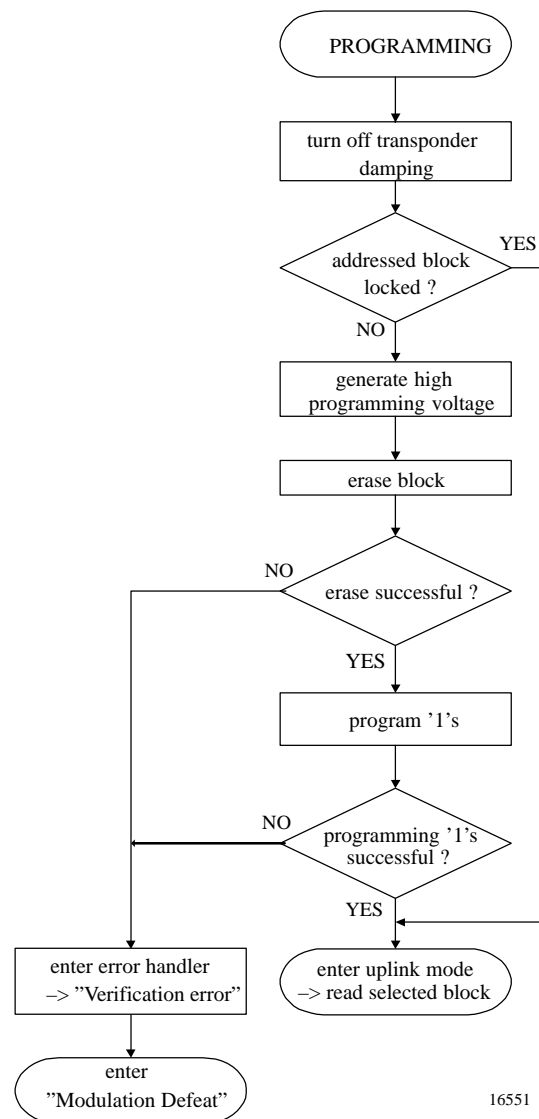 PROGRAMMING
turn off transponder
damping
YES
addressed block
locked ?
NO
generate high
programming voltage
erase block
NO
erase successful ?
YES
program ’1’s
NO
programming ’1’s
successful ?
YES
enter error handler
–> ”Verification error”
enter uplink mode
–> read selected block
enter
”Modulation Defeat”
16551